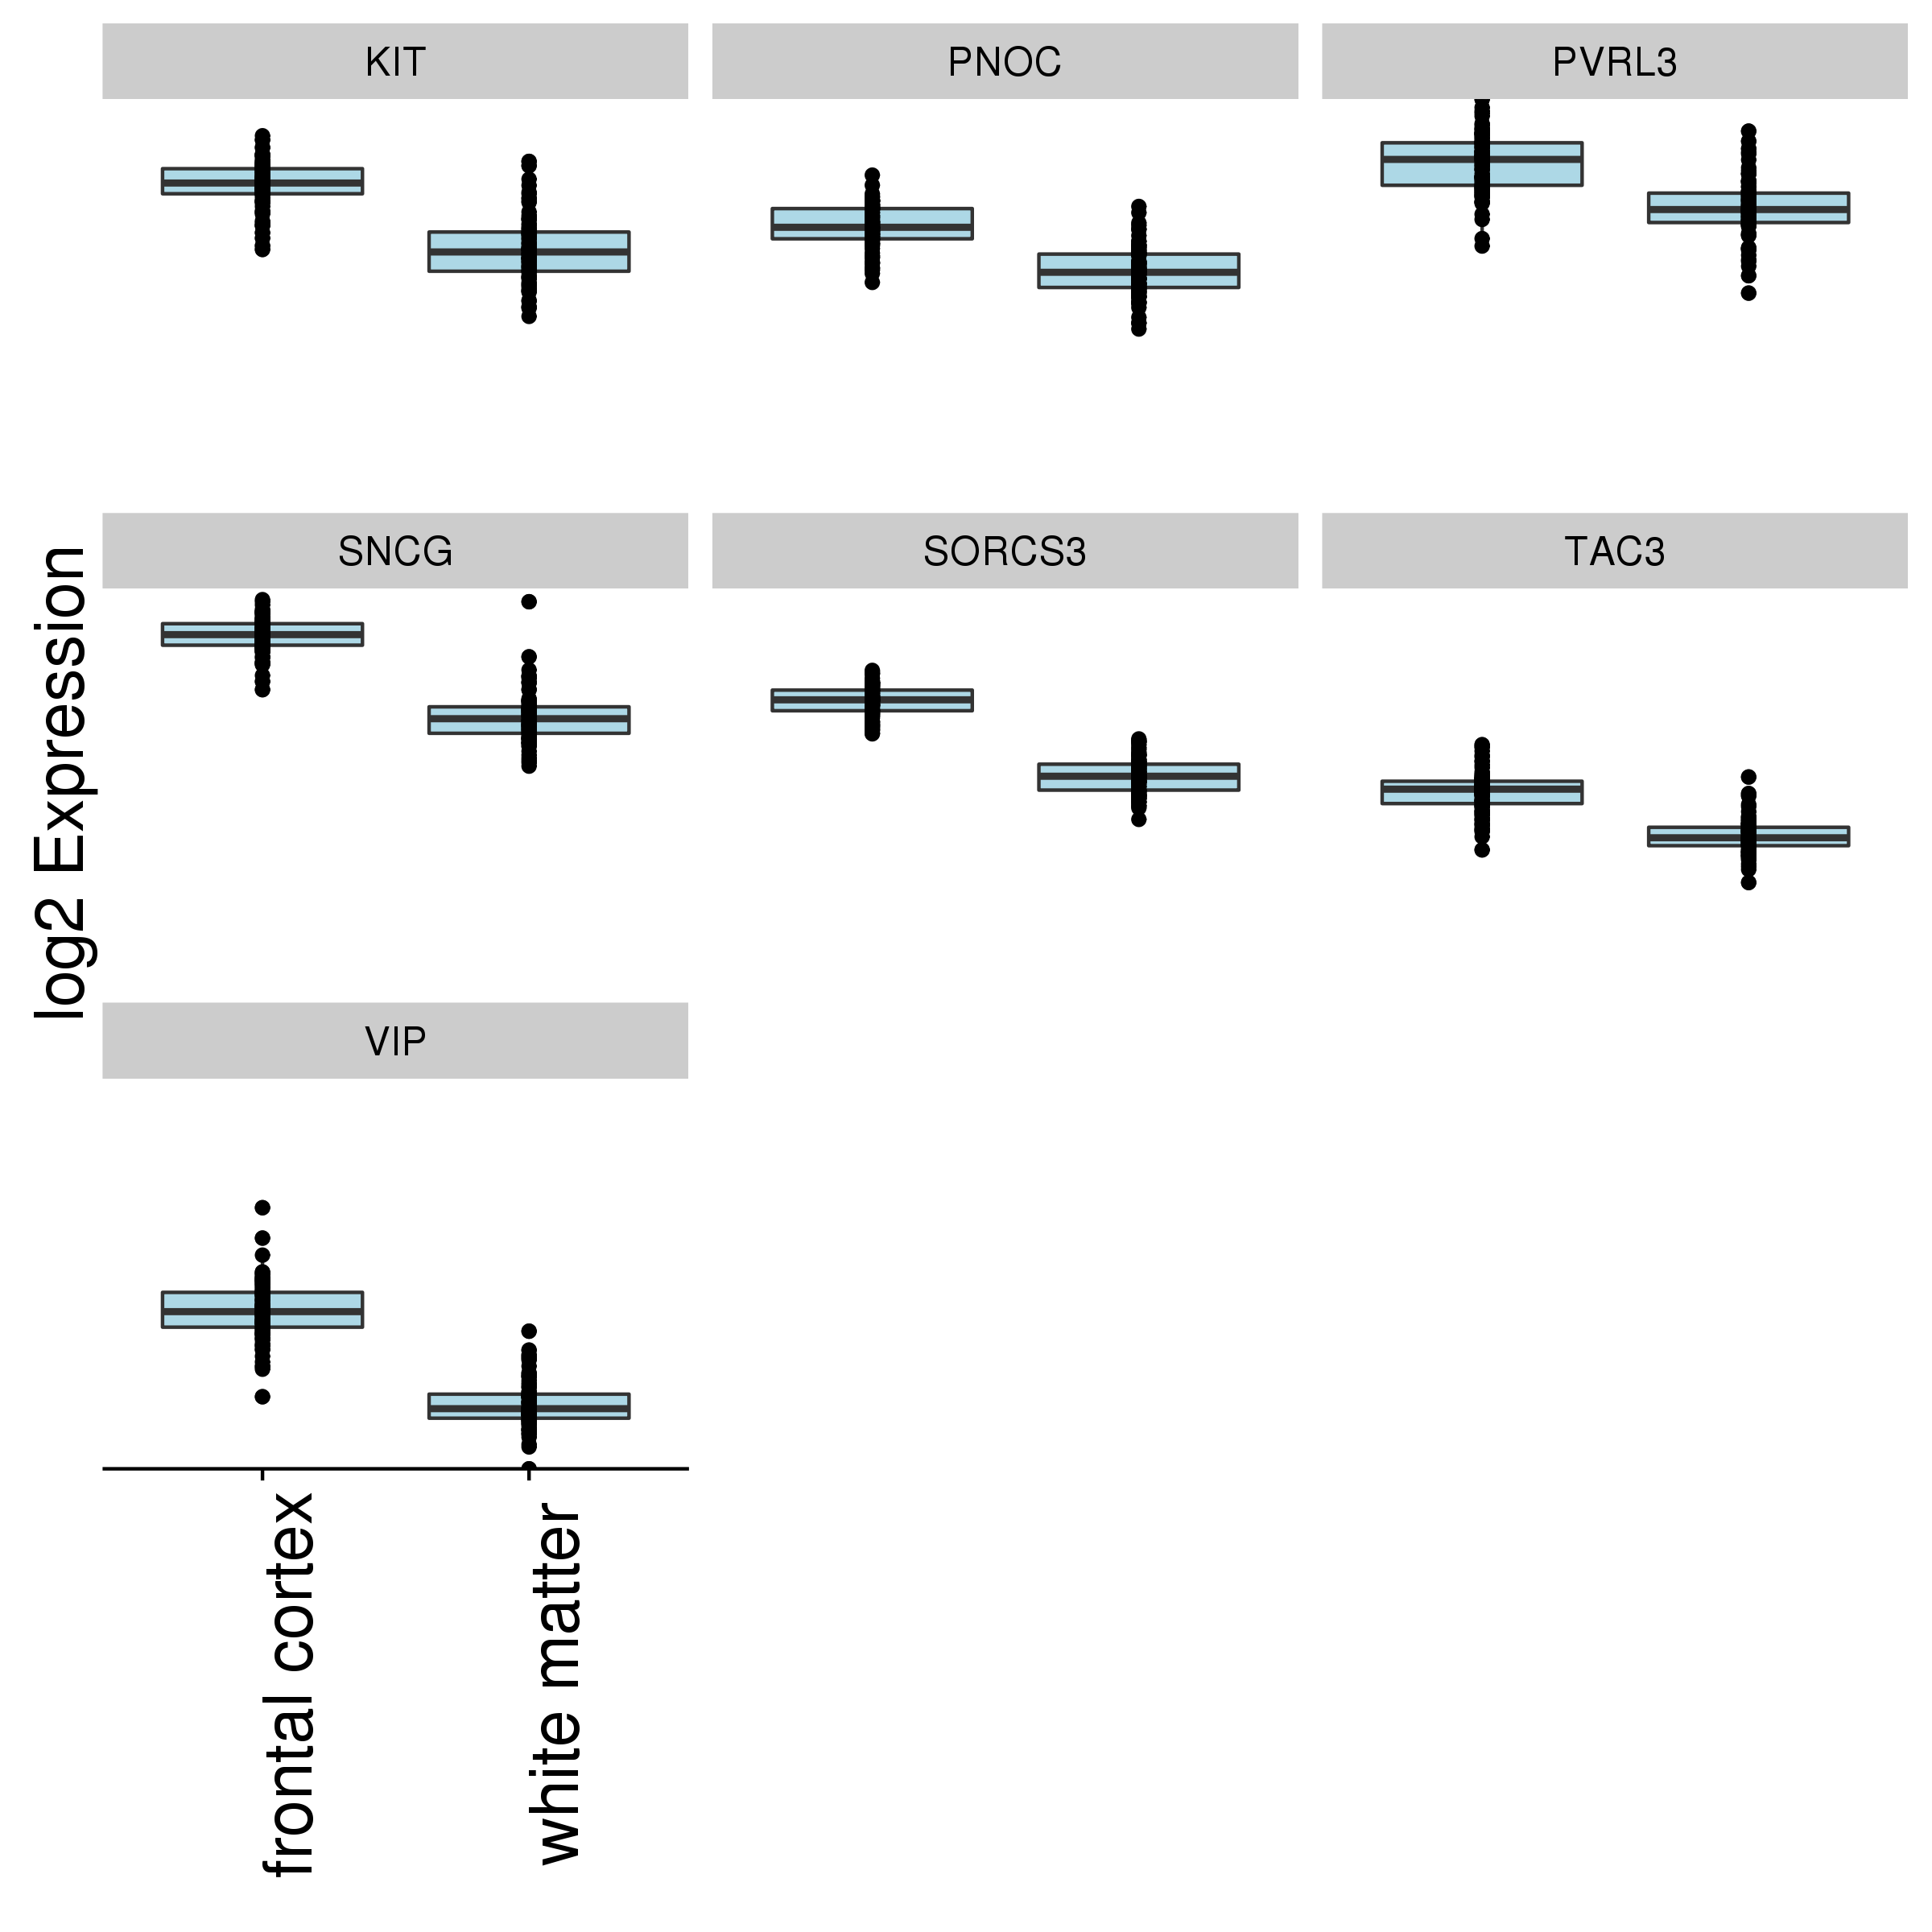 KIT
PNOC
PVRL3
log2 Expression
SNCG
SORCS3
TAC3
VIP
frontal cortex
white matter